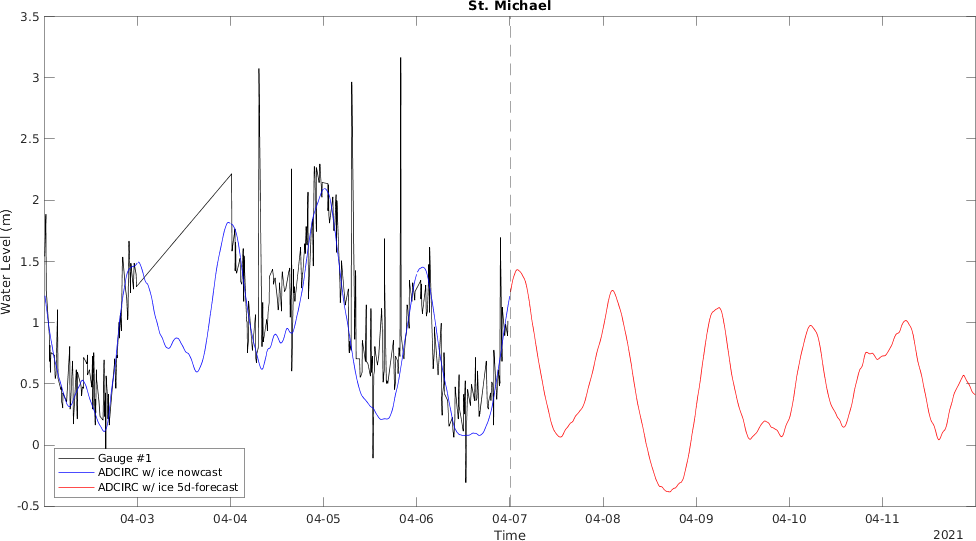 St. Michael
3.5
3
2.5
2
1.5
1
0.5
0
-0.5
Water Level (m)
Gauge #1
ADCIRC w/ ice nowcast
ADCIRC w/ ice 5d-forecast
04-03 04-04 04-05 04-06 04-07 04-08 04-09 04-10 04-11
Time
2021